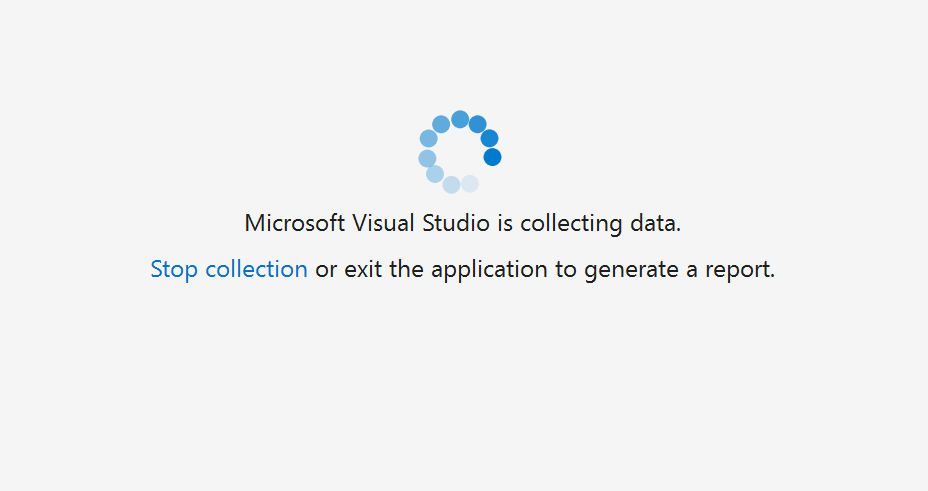 Microsoft Visual Studio is collecting data.
Stop collection or exit the application to generate a report.